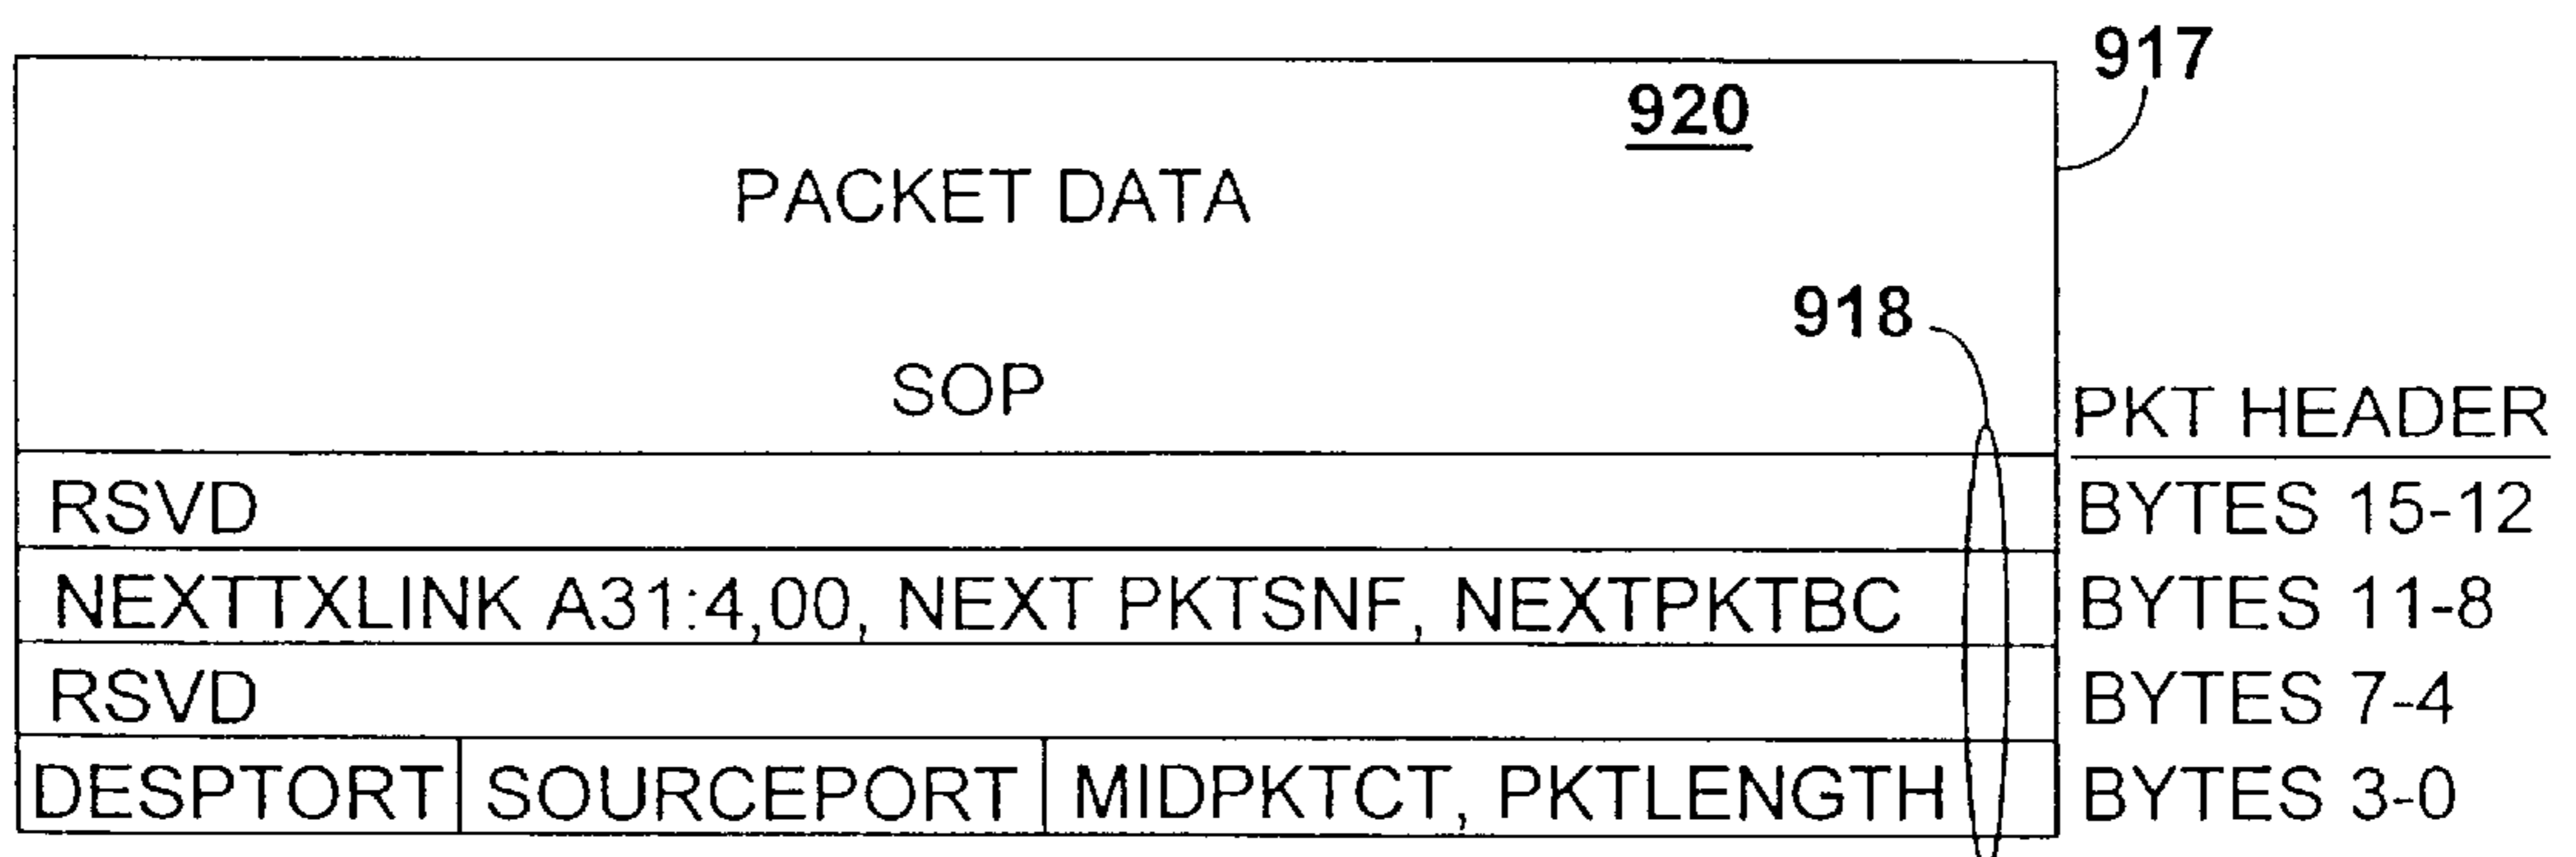 917
920
PACKET DATA
918
SOP
PKT HEADER
RSVD BYTES 15-12
NEXTTXLINK A31:4,00, NEXT PKTSNF, NEXTPKTBC BYTES 11-8
RSVD BYTES 7-4
DESPTORT SOURCEPORT MIDPKTCT, PKTLENGTH BYTES 3-0